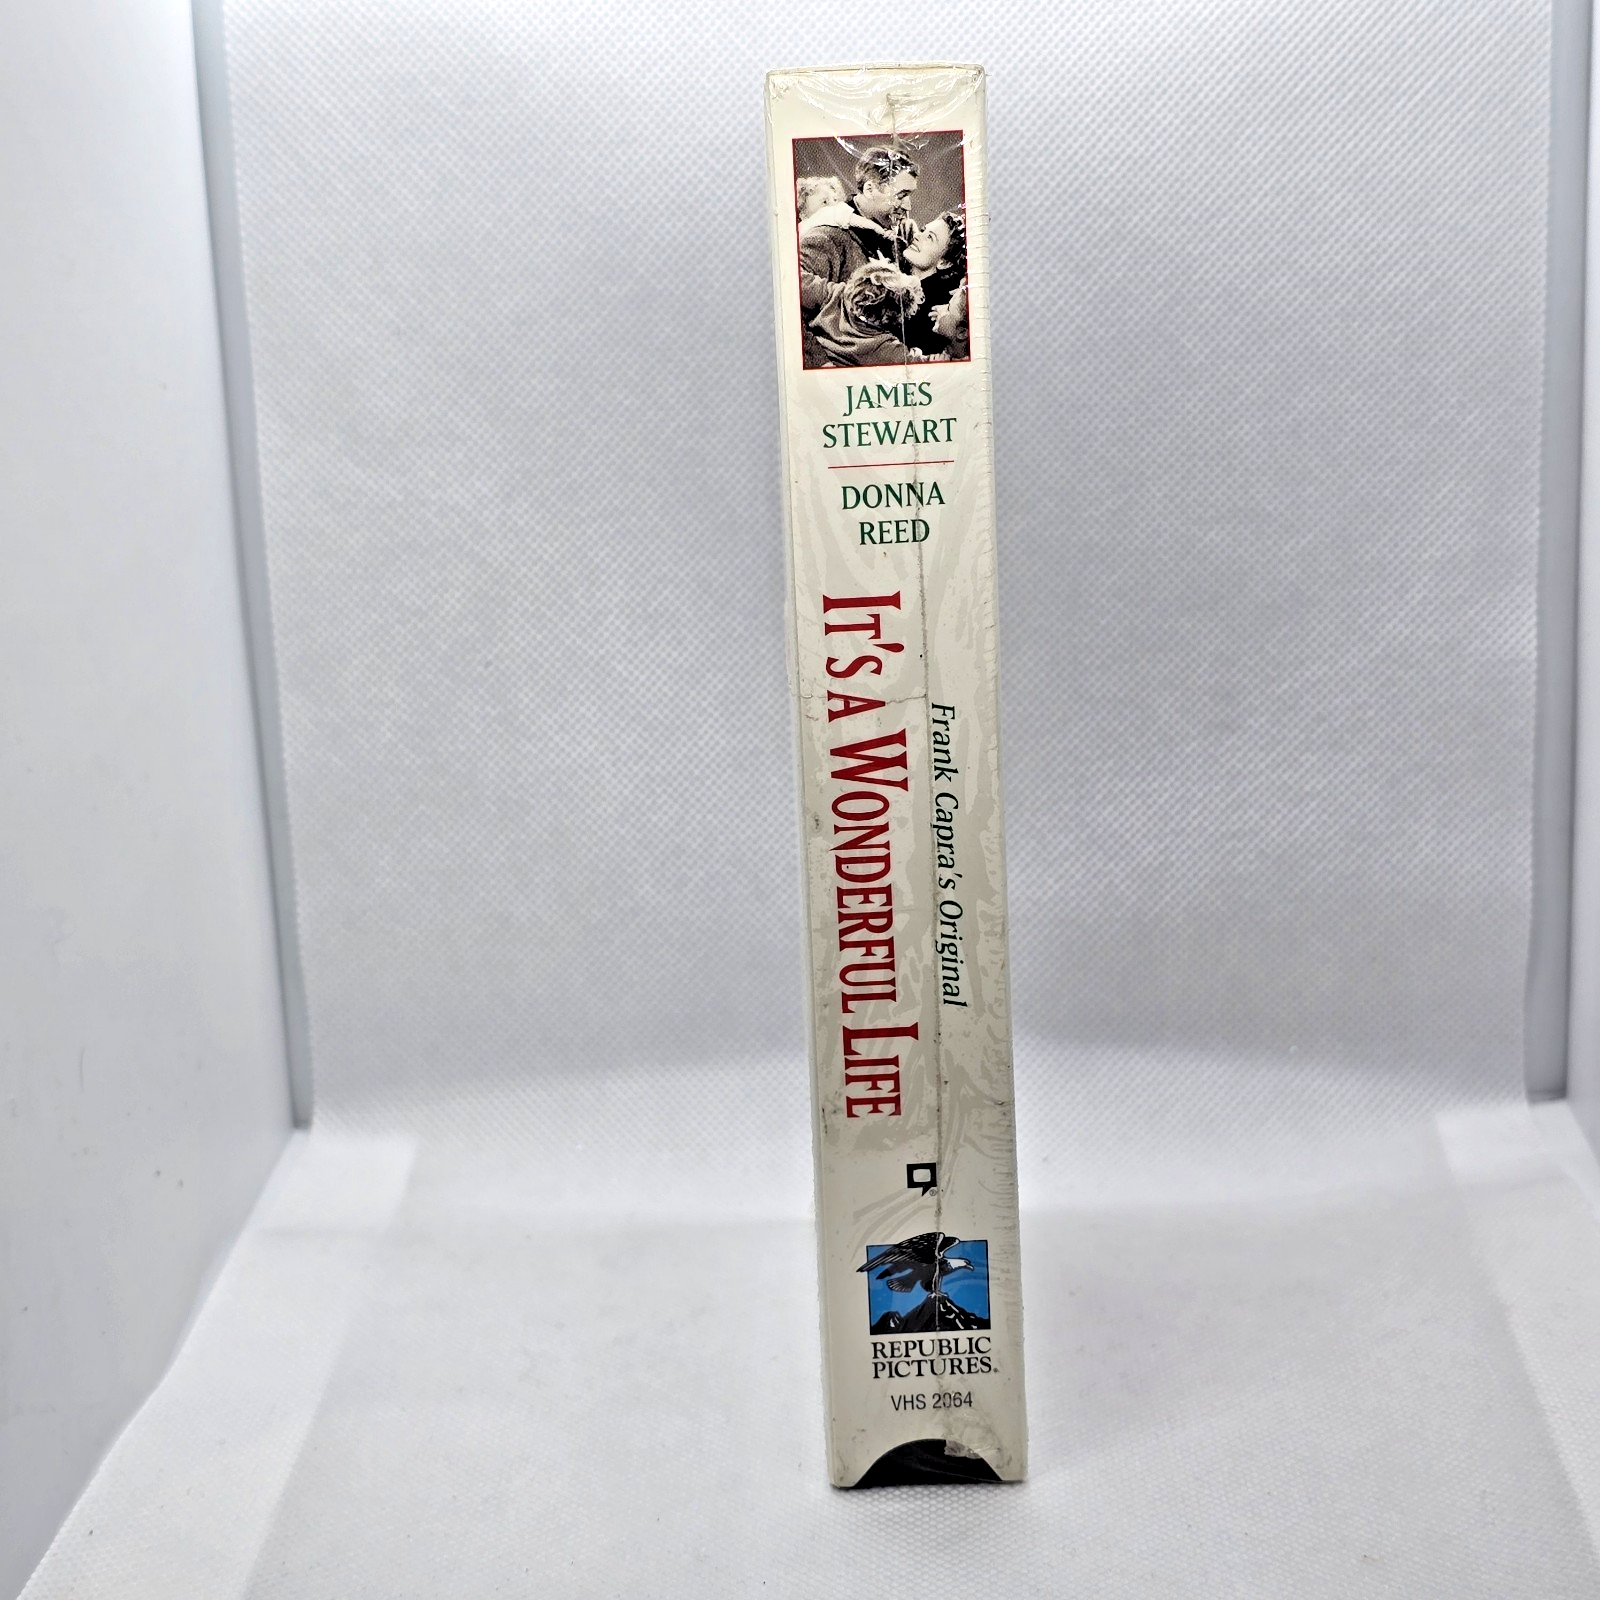 JAMES
STEWART
DONNA
REED
Frank Capra's Original
IT'S A WONDERFUL LIFE
®
REPUBLIC
PICTURES®
VHS 2064